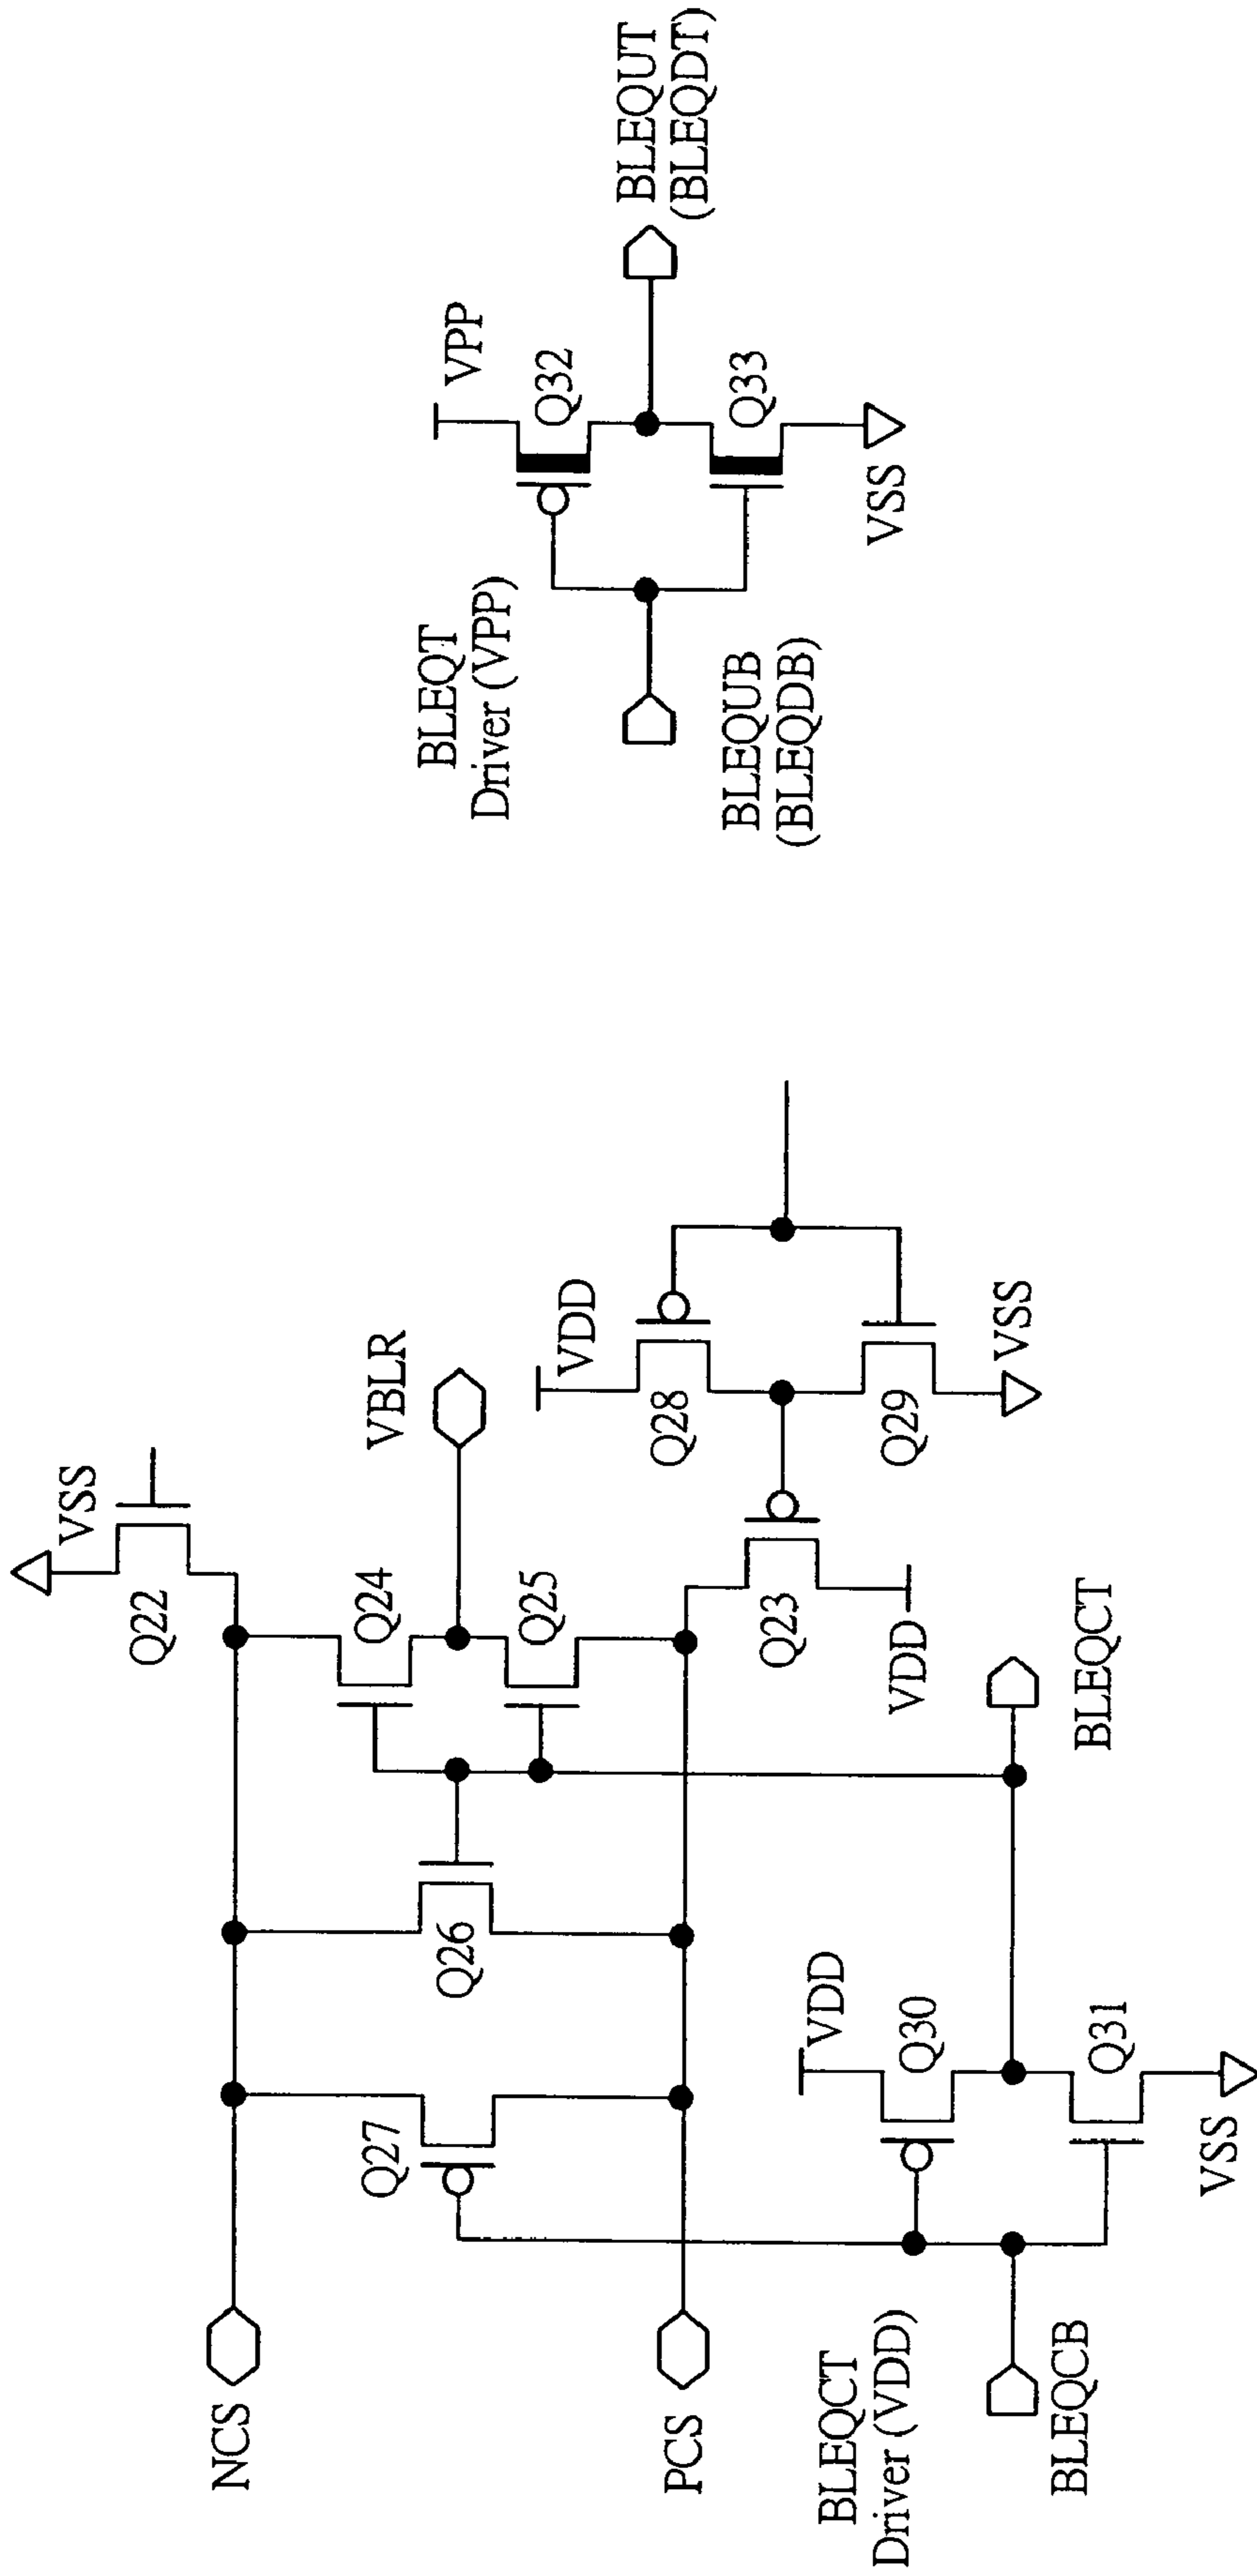 NCS
PCS
Q22
VSS
Q24
Q25
VBLR
Q26
Q27
Q23
VDD
Q28
VDD
Q29
VSS
BLEQCT
Driver (VDD)
BLEQCB
VDD
Q30
Q31
VSS
BLEQCT
BLEQT
Driver (VPP)
BLEQUB
(BLEQDB)
VPP
Q32
Q33
VSS
BLEQUT
(BLEQDT)